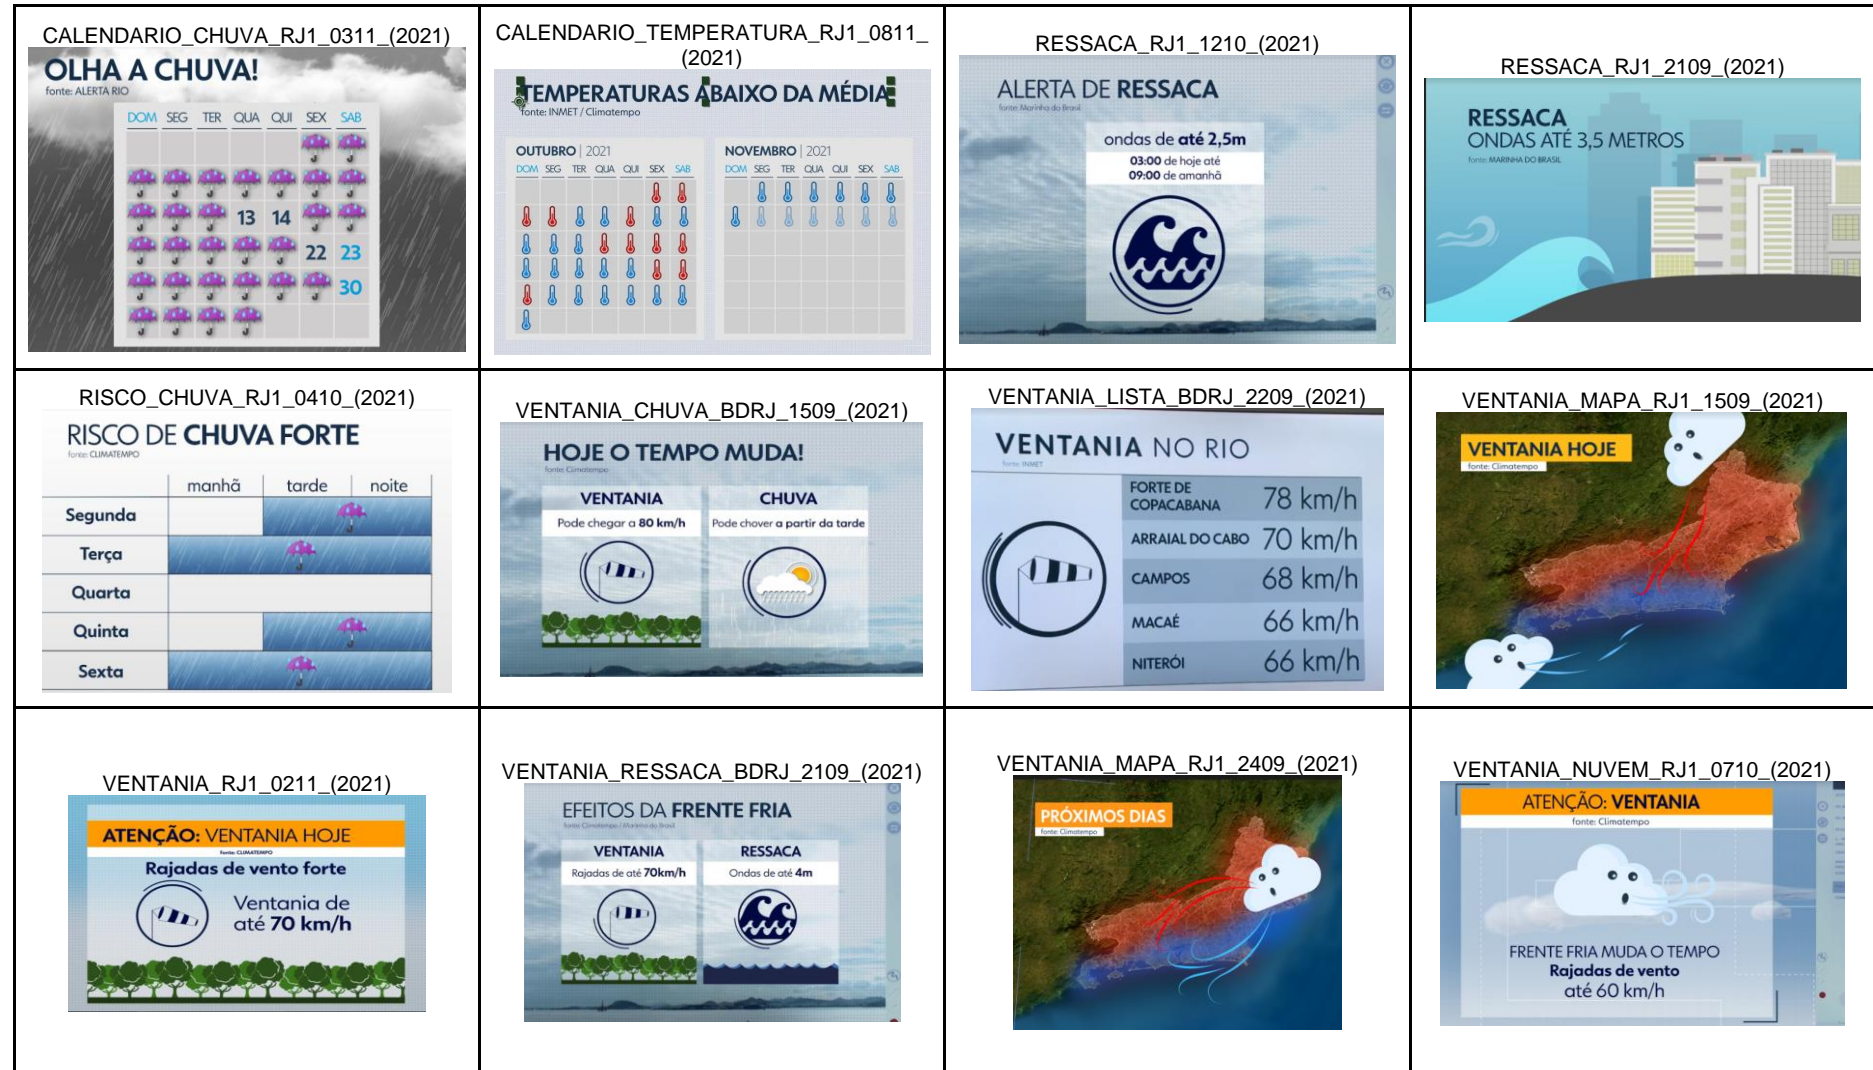 CALENDARIO_CHUVA_RJ1_0311_(2021)
OLHA A CHUVA!
fonte: ALERTA RIO
DOM SEG TER QUA QUI SEX SAB
13 14
22 23
30
CALENDARIO_TEMPERATURA_RJ1_0811_
(2021)
TEMPERATURAS ABAIXO DA MÉDIA
fonte: INMET / Climatempo
OUTUBRO | 2021
DOM SEG TER QUA QUI SEX SAB
NOVEMBRO | 2021
DOM SEG TER QUA QUI SEX SAB
RESSACA_RJ1_1210_(2021)
ALERTA DE RESSACA
fonte: Marinha do Brasil
ondas de até 2,5m
03:00 de hoje até
09:00 de amanhã
RESSACA_RJ1_2109_(2021)
RESSACA
ONDAS ATÉ 3,5 METROS
fonte: MARINHA DO BRASIL
RISCO_CHUVA_RJ1_0410_(2021)
RISCO DE CHUVA FORTE
fonte: CLIMATEMPO
manhã tarde noite
Segunda
Terça
Quarta
Quinta
Sexta
VENTANIA_CHUVA_BDRJ_1509_(2021)
HOJE O TEMPO MUDA!
fonte: Climatempo
VENTANIA
Pode chegar a 80 km/h
CHUVA
Pode chover a partir da tarde
VENTANIA_LISTA_BDRJ_2209_(2021)
VENTANIA NO RIO
fonte: INMET
FORTE DE
COPACABANA 78 km/h
ARRAIAL DO CABO 70 km/h
CAMPOS 68 km/h
MACAÉ 66 km/h
NITERÓI 66 km/h
VENTANIA_MAPA_RJ1_1509_(2021)
VENTANIA HOJE
fonte: Climatempo
VENTANIA_RJ1_0211_(2021)
ATENÇÃO: VENTANIA HOJE
fonte: CLIMATEMPO
Rajadas de vento forte
Ventania de
até 70 km/h
VENTANIA_RESSACA_BDRJ_2109_(2021)
EFEITOS DA FRENTE FRIA
fonte: Climatempo / Marinha do Brasil
VENTANIA
Rajadas de até 70km/h
RESSACA
Ondas de até 4m
VENTANIA_MAPA_RJ1_2409_(2021)
PRÓXIMOS DIAS
fonte: Climatempo
VENTANIA_NUVEM_RJ1_0710_(2021)
ATENÇÃO: VENTANIA
fonte: Climatempo
FRENTE FRIA MUDA O TEMPO
Rajadas de vento
até 60 km/h